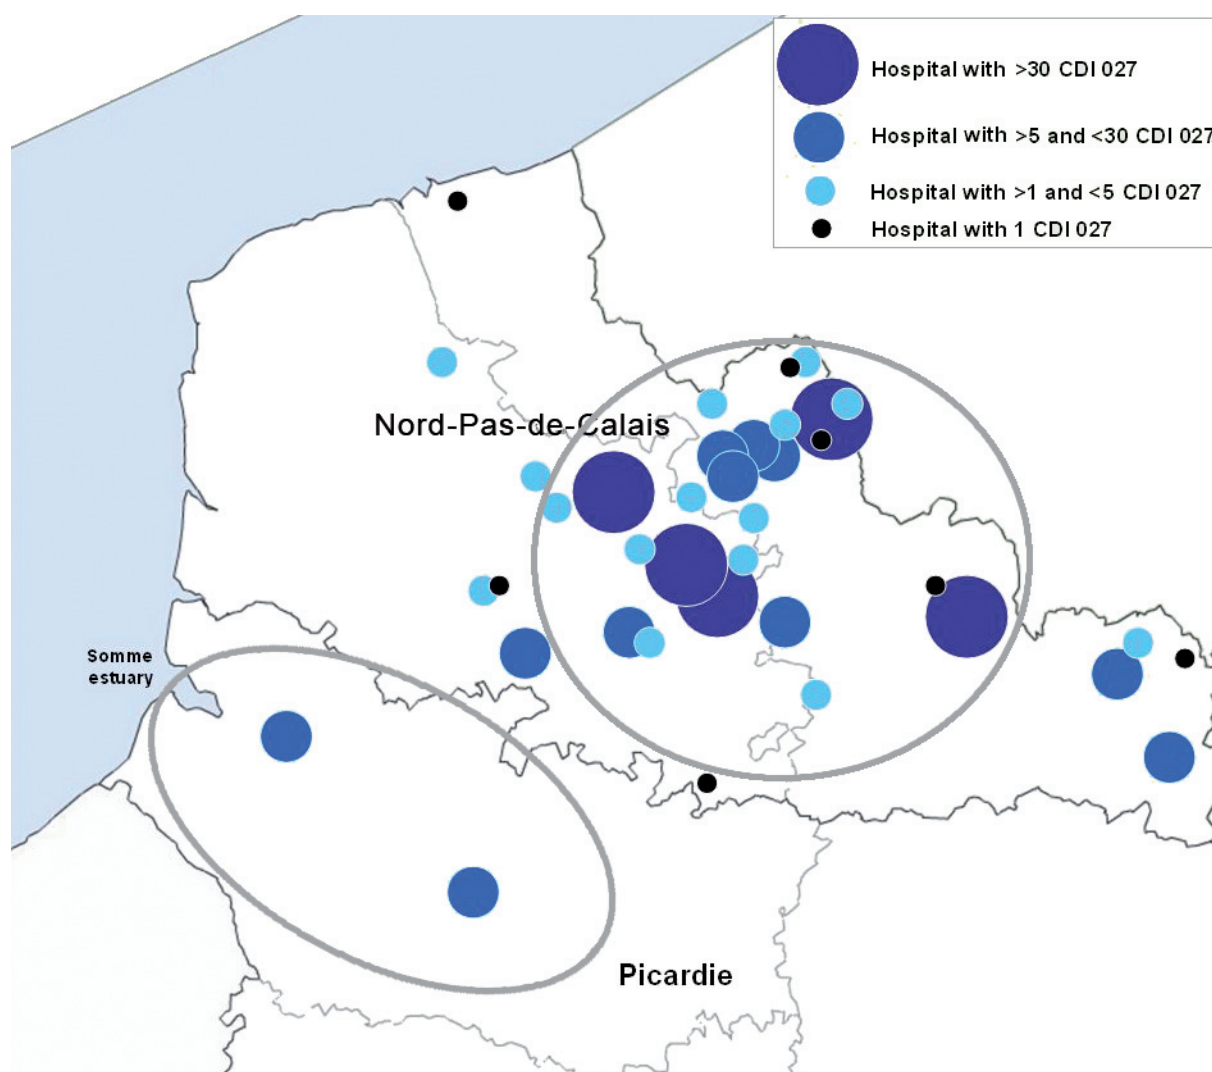 Hospital with >30 CDI 027
Hospital with >5 and <30 CDI 027
Hospital with >1 and <5 CDI 027
Hospital with 1 CDI 027
Nord-Pas-de-Calais
Somme
estuary
Picardie